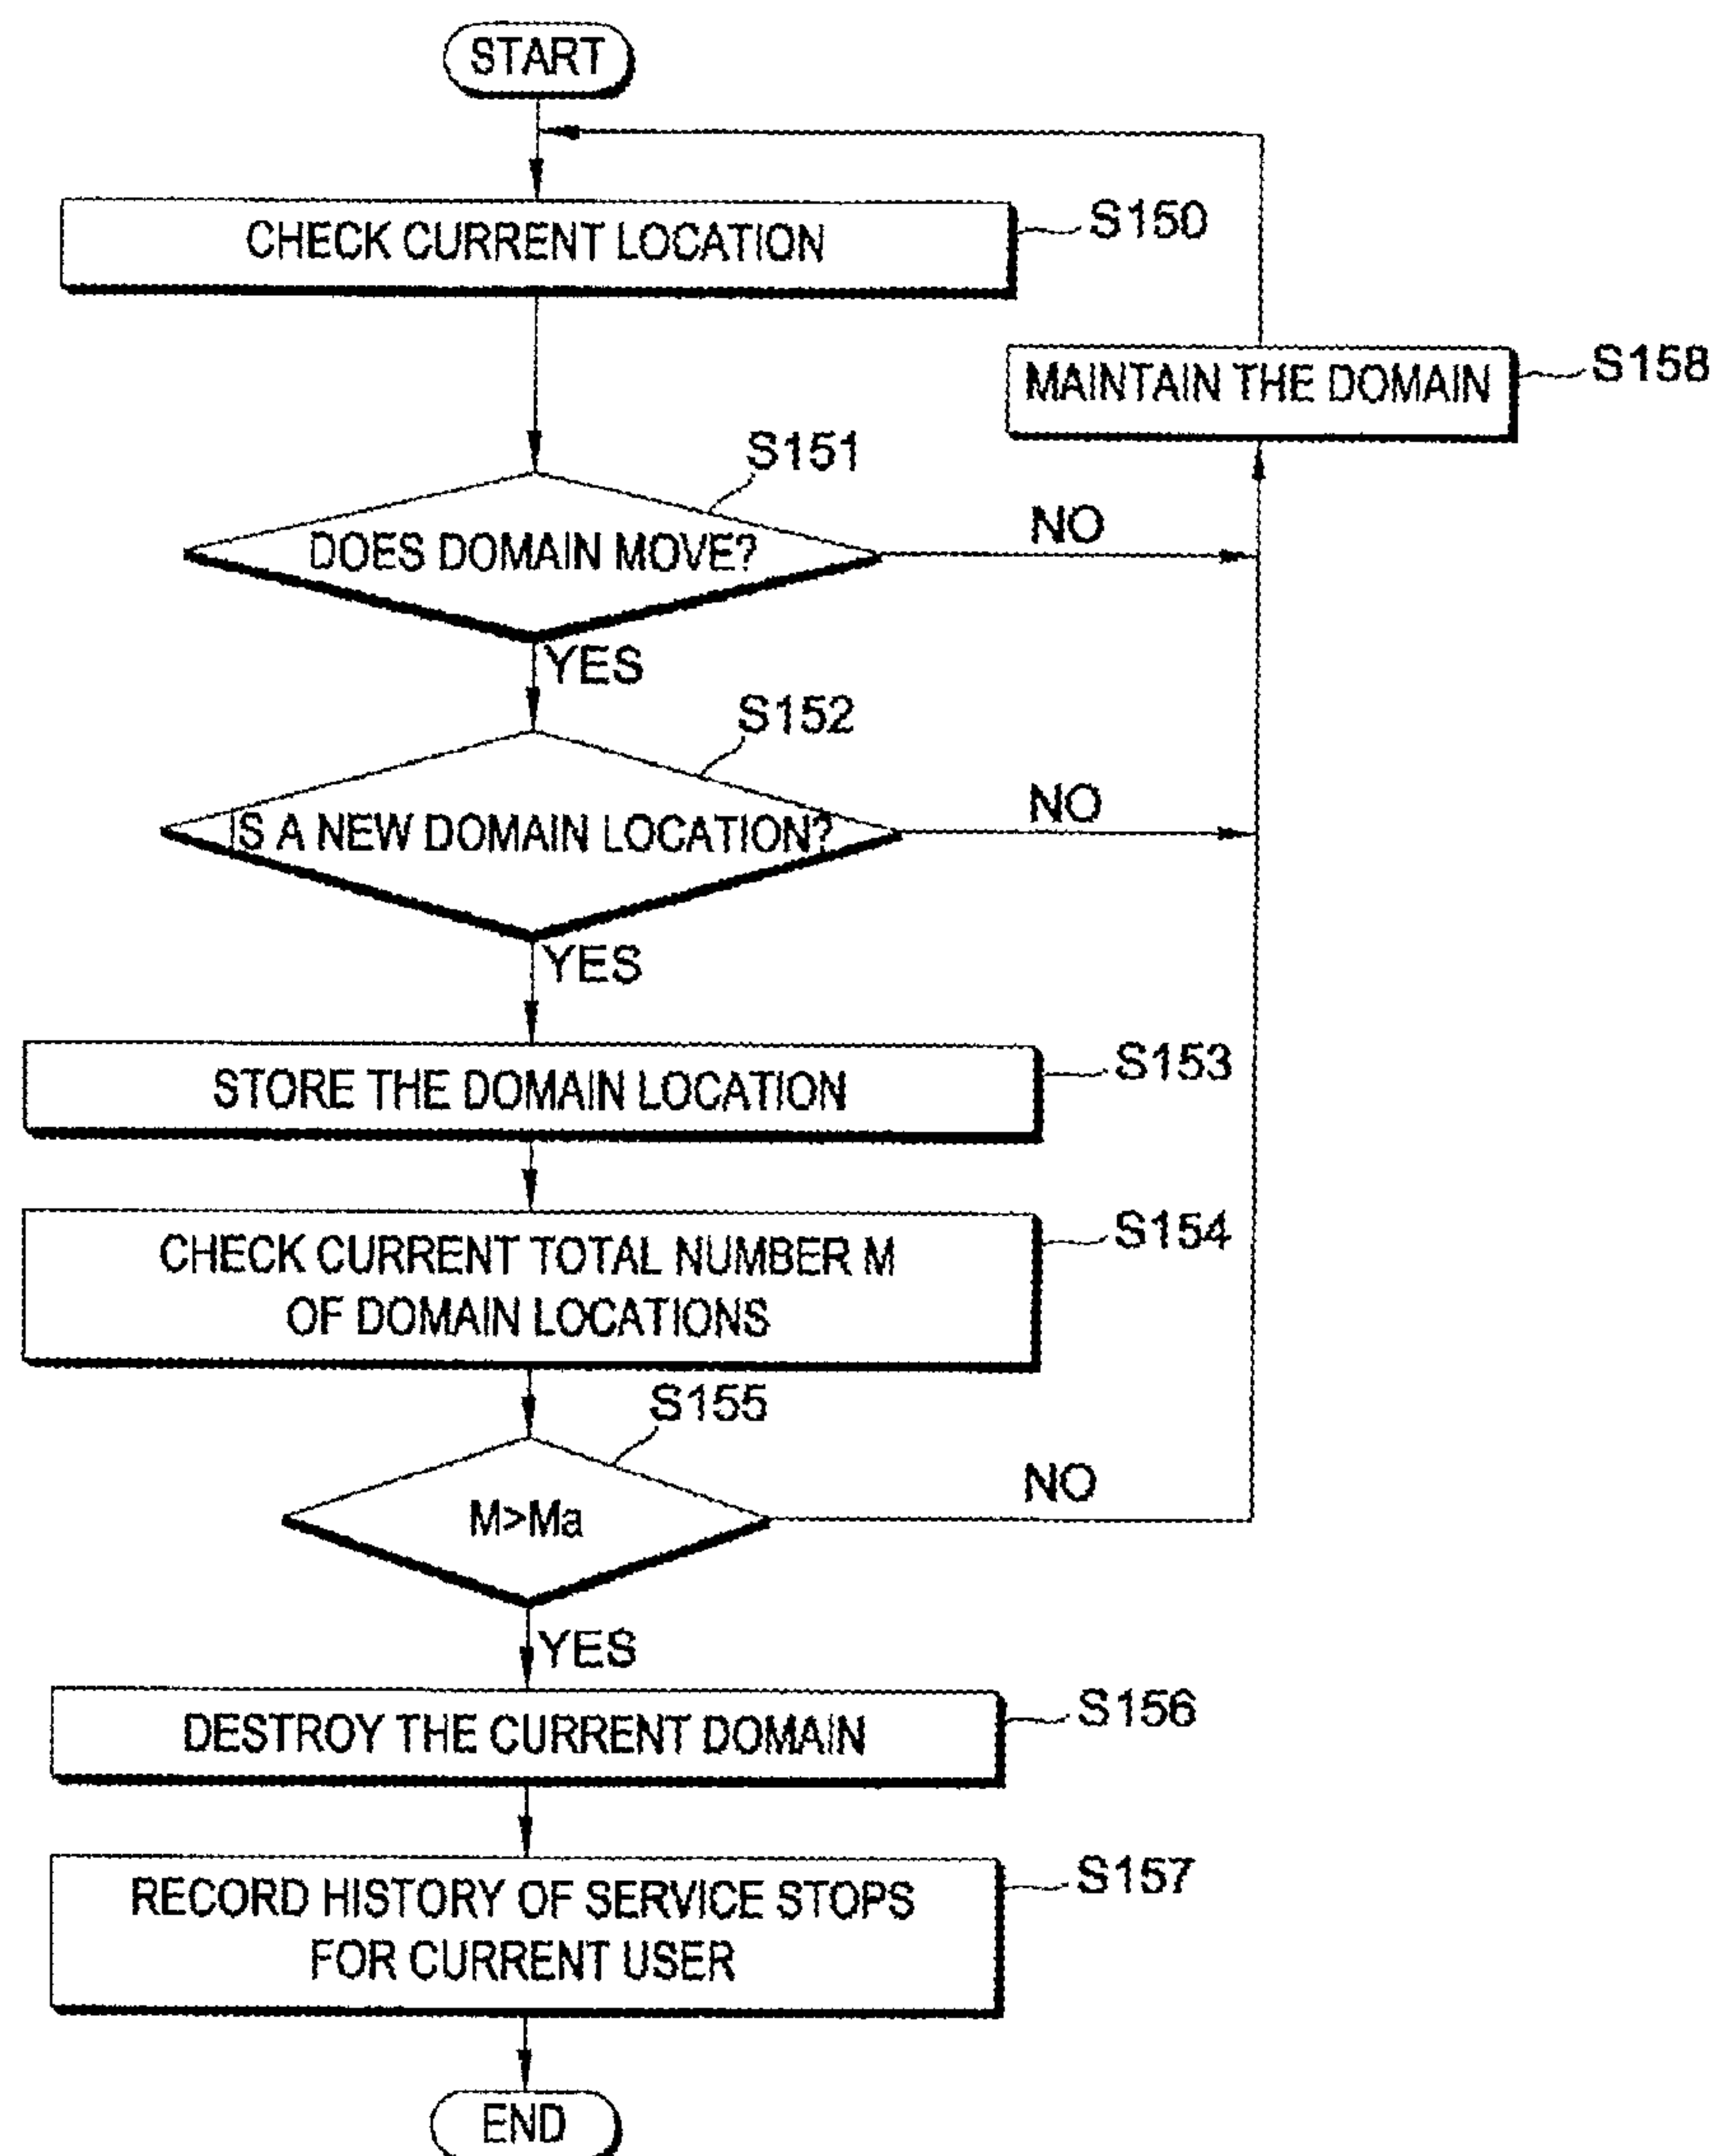 START
CHECK CURRENT LOCATION
S150
MAINTAIN THE DOMAIN
S158
S151
DOES DOMAIN MOVE?
NO
YES
S152
IS A NEW DOMAIN LOCATION?
NO
YES
STORE THE DOMAIN LOCATION
S153
CHECK CURRENT TOTAL NUMBER M
OF DOMAIN LOCATIONS
S154
S155
M>Ma
NO
YES
DESTROY THE CURRENT DOMAIN
S156
RECORD HISTORY OF SERVICE STOPS
FOR CURRENT USER
S157
END